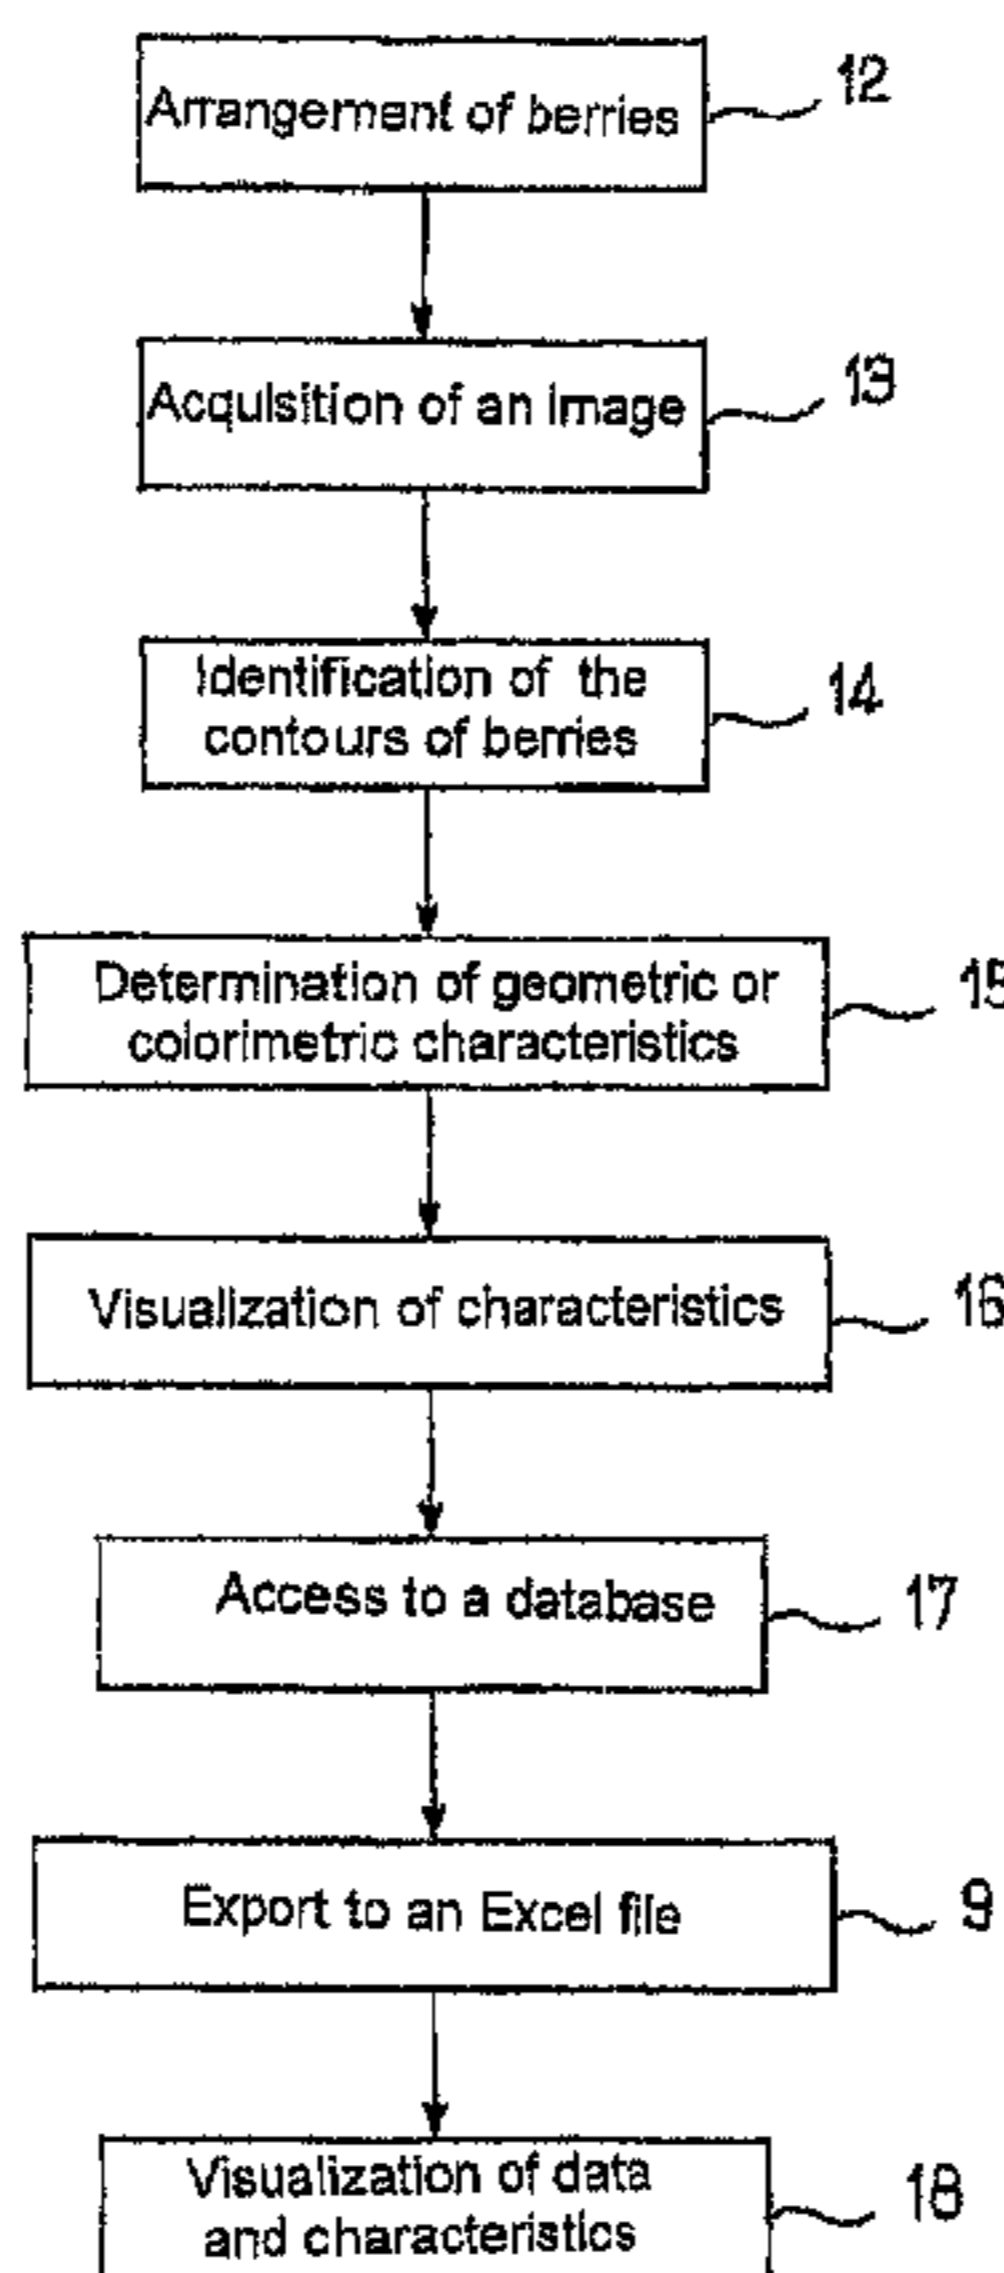 Arrangement of berries
12
Acquisition of an image
13
Identification of the
contours of berries
14
Determination of geometric or
colorimetric characteristics
15
Visualization of characteristics
16
Access to a database
17
Export to an Excel file
9
Visualization of data
and characteristics
18